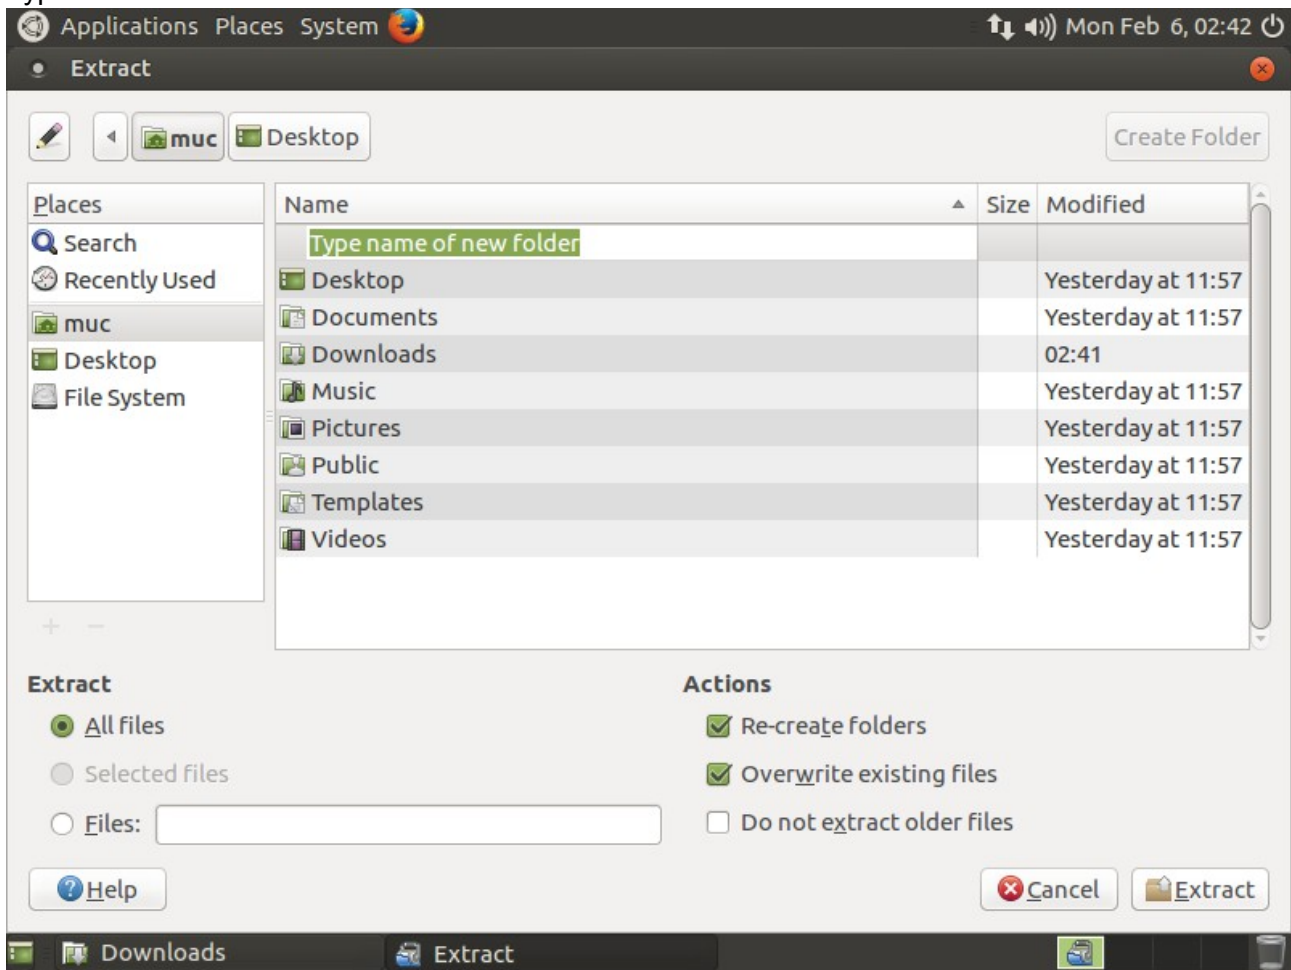 Applications Places System Mon Feb 6, 02:42
Extract
muc Desktop Create Folder
Places Name Size Modified
Search Type name of new folder
Recently Used Desktop Yesterday at 11:57
muc Documents Yesterday at 11:57
Desktop Downloads 02:41
File System Music Yesterday at 11:57
Pictures Yesterday at 11:57
Public Yesterday at 11:57
Templates Yesterday at 11:57
Videos Yesterday at 11:57
Extract Actions
All files Re-create folders
Selected files Overwrite existing files
Files: Do not extract older files
Help Cancel Extract
Downloads Extract